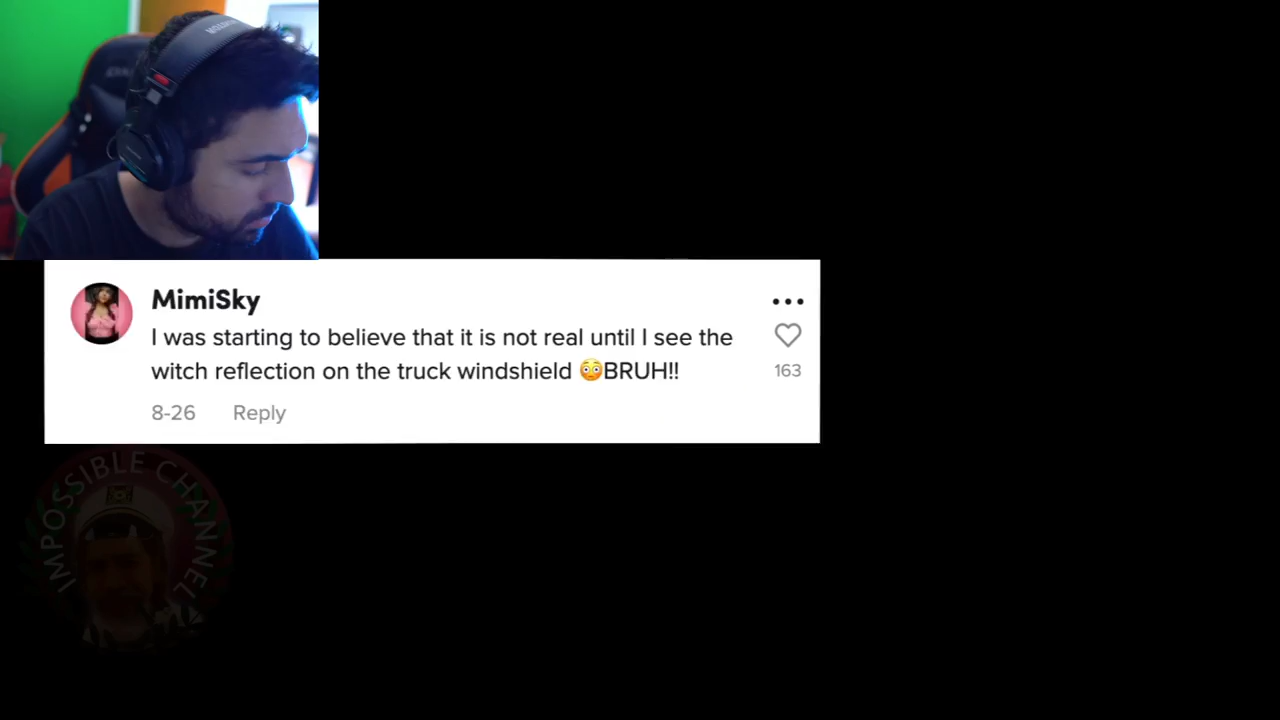 MimiSky
I was starting to believe that it is not real until I see the
witch reflection on the truck windshield 😳BRUH!!
163
8-26 Reply
IMPOSSIBLE CHANNEL